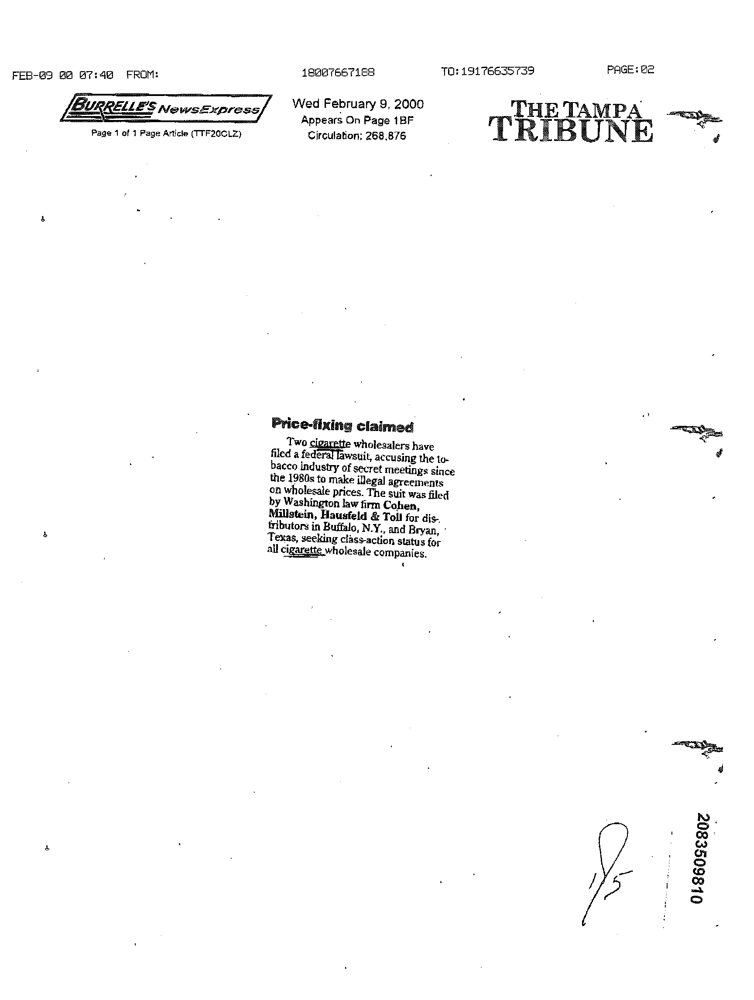 FEB-09 00 07:40 FROM: 18007667188 TO:19176635739 PAGE:02
BURRELLE'S NewsExpress
Page 1 of 1 Page Article (TTF20CLZ)
Wed February 9, 2000
Appears On Page 1BF
Circulation: 268,876
THE TAMPA
TRIBUNE
Price-fixing claimed
Two cigarette wholesalers have
filed a federal lawsuit, accusing the to-
bacco industry of secret meetings since
the 1980s to make illegal agreements
on wholesale prices. The suit was filed
by Washington law firm Cohen,
Millstein, Hausfeld & Toll for dis-
tributors in Buffalo, N.Y., and Bryan,
Texas, seeking class-action status for
all cigarette wholesale companies.
2083509810